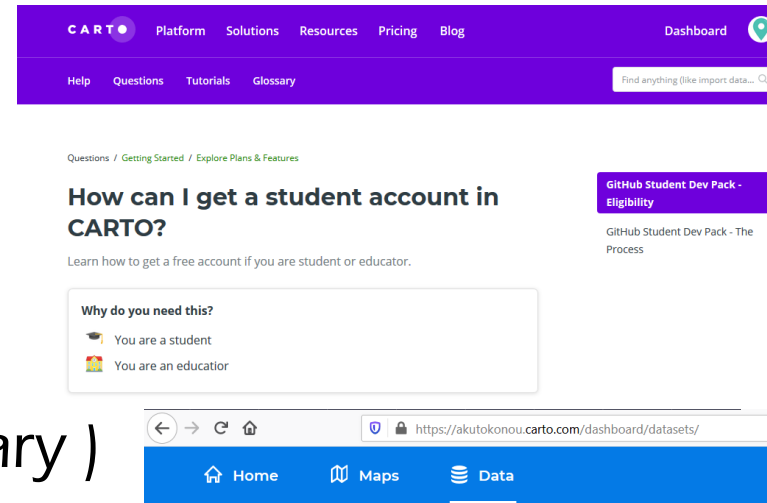 CARTO Platform Solutions Resources Pricing Blog Dashboard
Help Questions Tutorials Glossary Find anything (like import data...
Questions / Getting Started / Explore Plans & Features
How can I get a student account in
CARTO?
Learn how to get a free account if you are student or educator.
Why do you need this?
You are a student
You are an educatior
GitHub Student Dev Pack -
Eligibility
GitHub Student Dev Pack - The
Process
ary )
https://akutokonou.carto.com/dashboard/datasets/
Home Maps Data